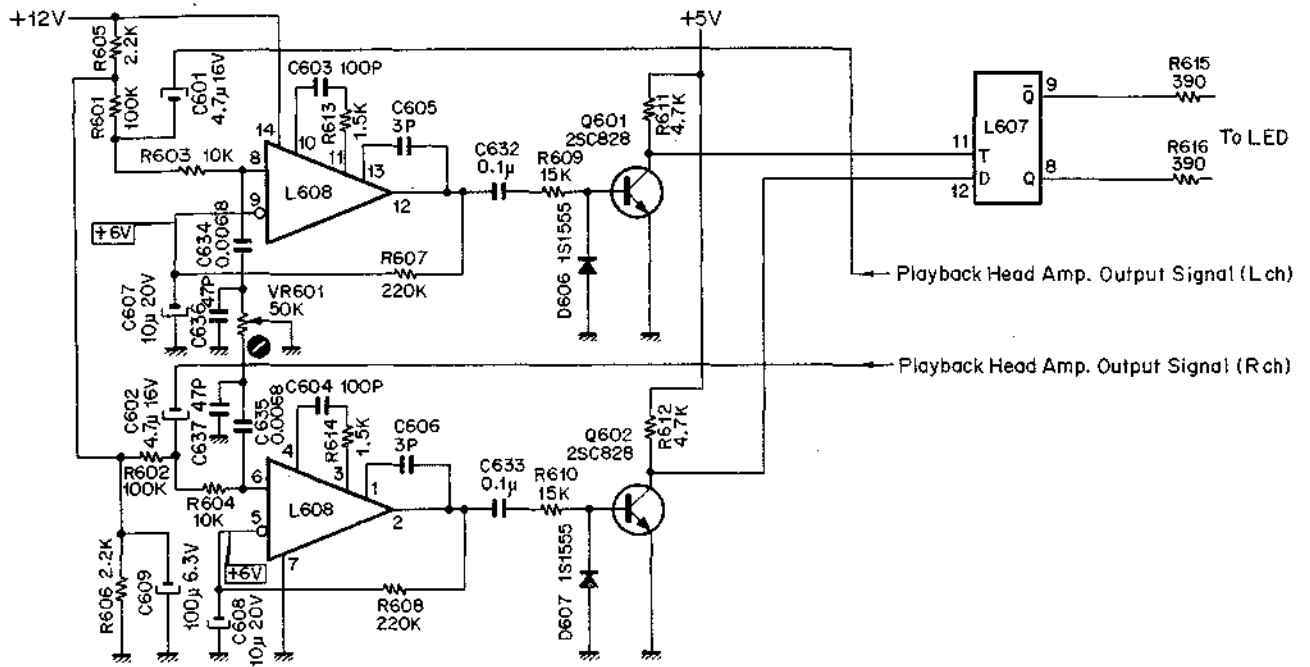 +12V
+5V
R605
2.2K
R601
100K
C601
4.7μ 16V
C603 100P
R613
1.5K
C605
3P
R603 10K
14
10
11
13
8
9
12
L608
+6V
C634
0.0068
C632
0.1μ
R609
15K
Q601
2SC828
R611
4.7K
D606 1S1555
R607
220K
C607
10μ 20V
C636
47P
VR601
50K
L607
11
T
12
D
Q̄
9
Q
8
R615
390
R616
390
To LED
Playback Head Amp. Output Signal (L ch)
Playback Head Amp. Output Signal (R ch)
C602
4.7μ 16V
C637 47P
C635
0.0068
C604 100P
R614
1.5K
C606
3P
R602
100K
R604
10K
4
3
1
6
5
2
7
L608
+6V
C633
0.1μ
R610
15K
Q602
2SC828
R612
4.7K
D607 1S1555
R608
220K
R606 2.2K
C609
100μ 6.3V
C608
10μ 20V